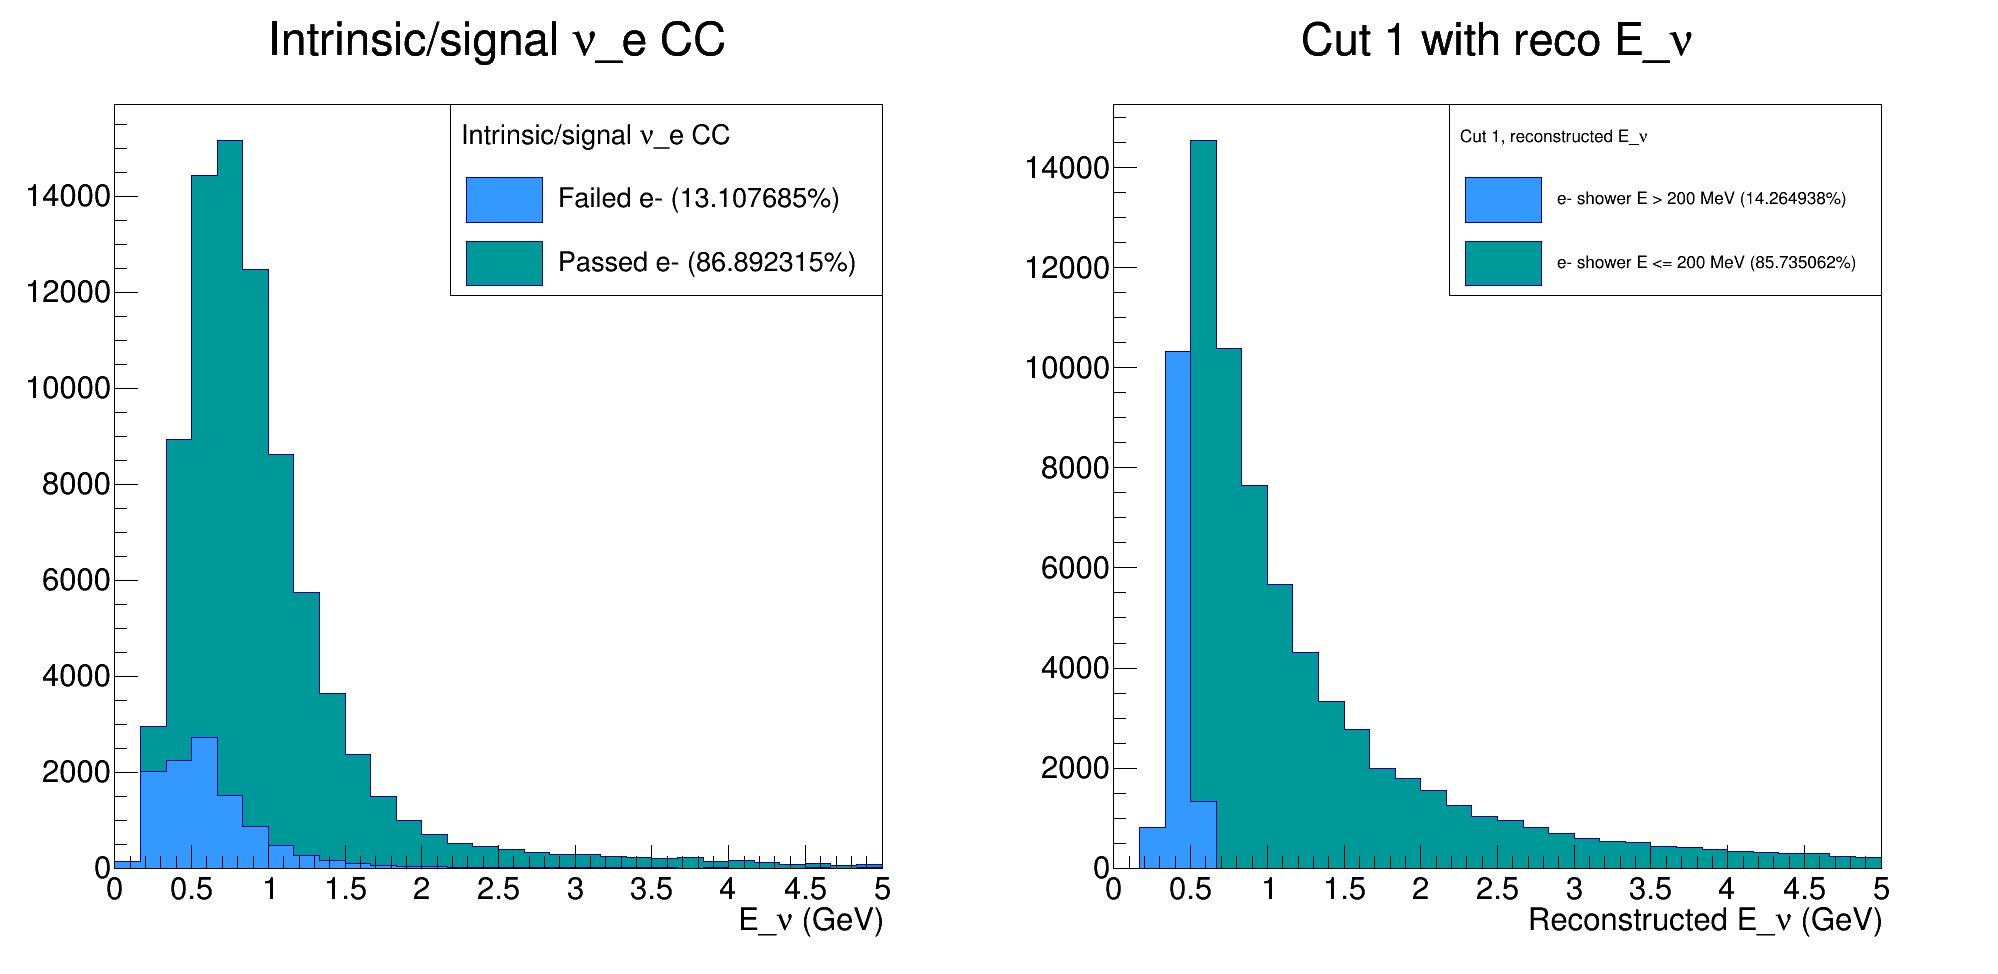 Intrinsic/signal ν_e CC
Intrinsic/signal ν_e CC
Failed e- (13.107685%)
Passed e- (86.892315%)
14000
12000
10000
8000
6000
4000
2000
0
0 0.5 1 1.5 2 2.5 3 3.5 4 4.5 5
E_ν (GeV)
Cut 1 with reco E_ν
Cut 1, reconstructed E_ν
e- shower E > 200 MeV (14.264938%)
e- shower E <= 200 MeV (85.735062%)
14000
12000
10000
8000
6000
4000
2000
0
0 0.5 1 1.5 2 2.5 3 3.5 4 4.5 5
Reconstructed E_ν (GeV)